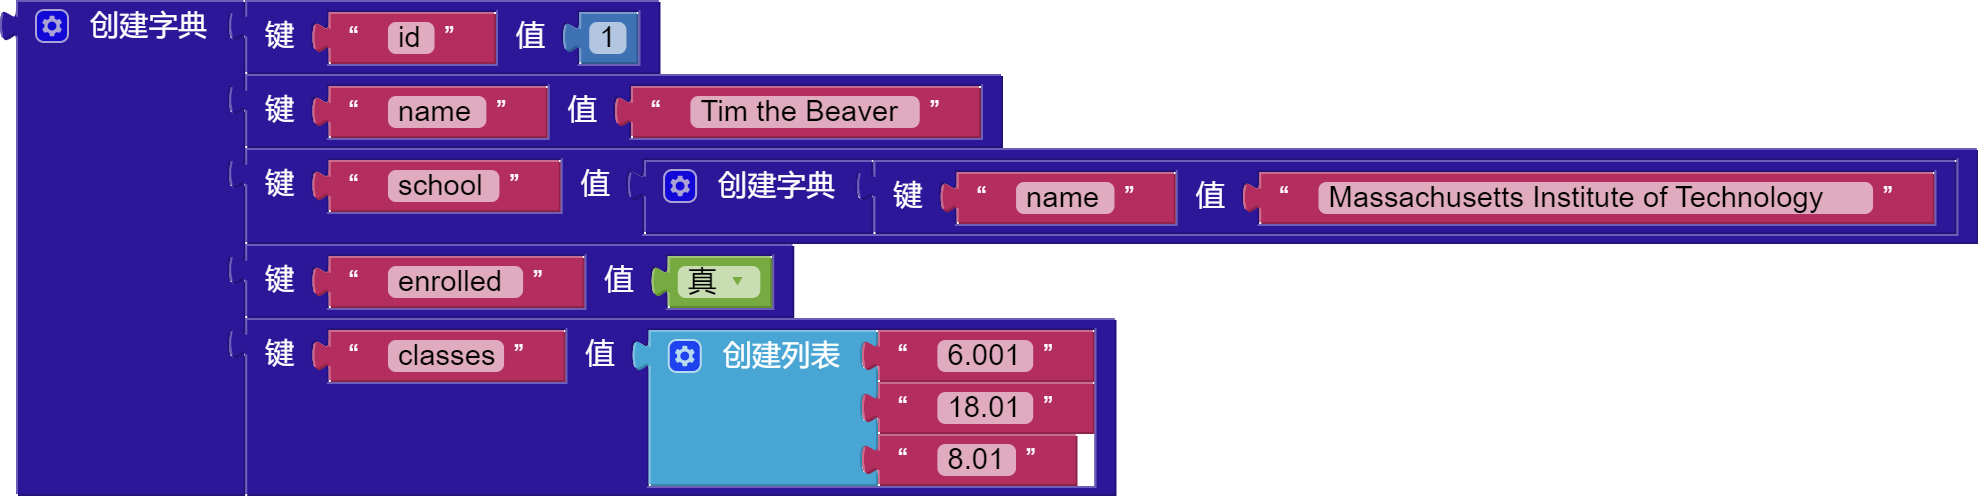 创建字典 键 “ id ” 值 1
键 “ name ” 值 “ Tim the Beaver ”
键 “ school ” 值 创建字典 键 “ name ” 值 “ Massachusetts Institute of Technology ”
键 “ enrolled ” 值 真
键 “ classes ” 值 创建列表 “ 6.001 ”
“ 18.01 ”
“ 8.01 ”